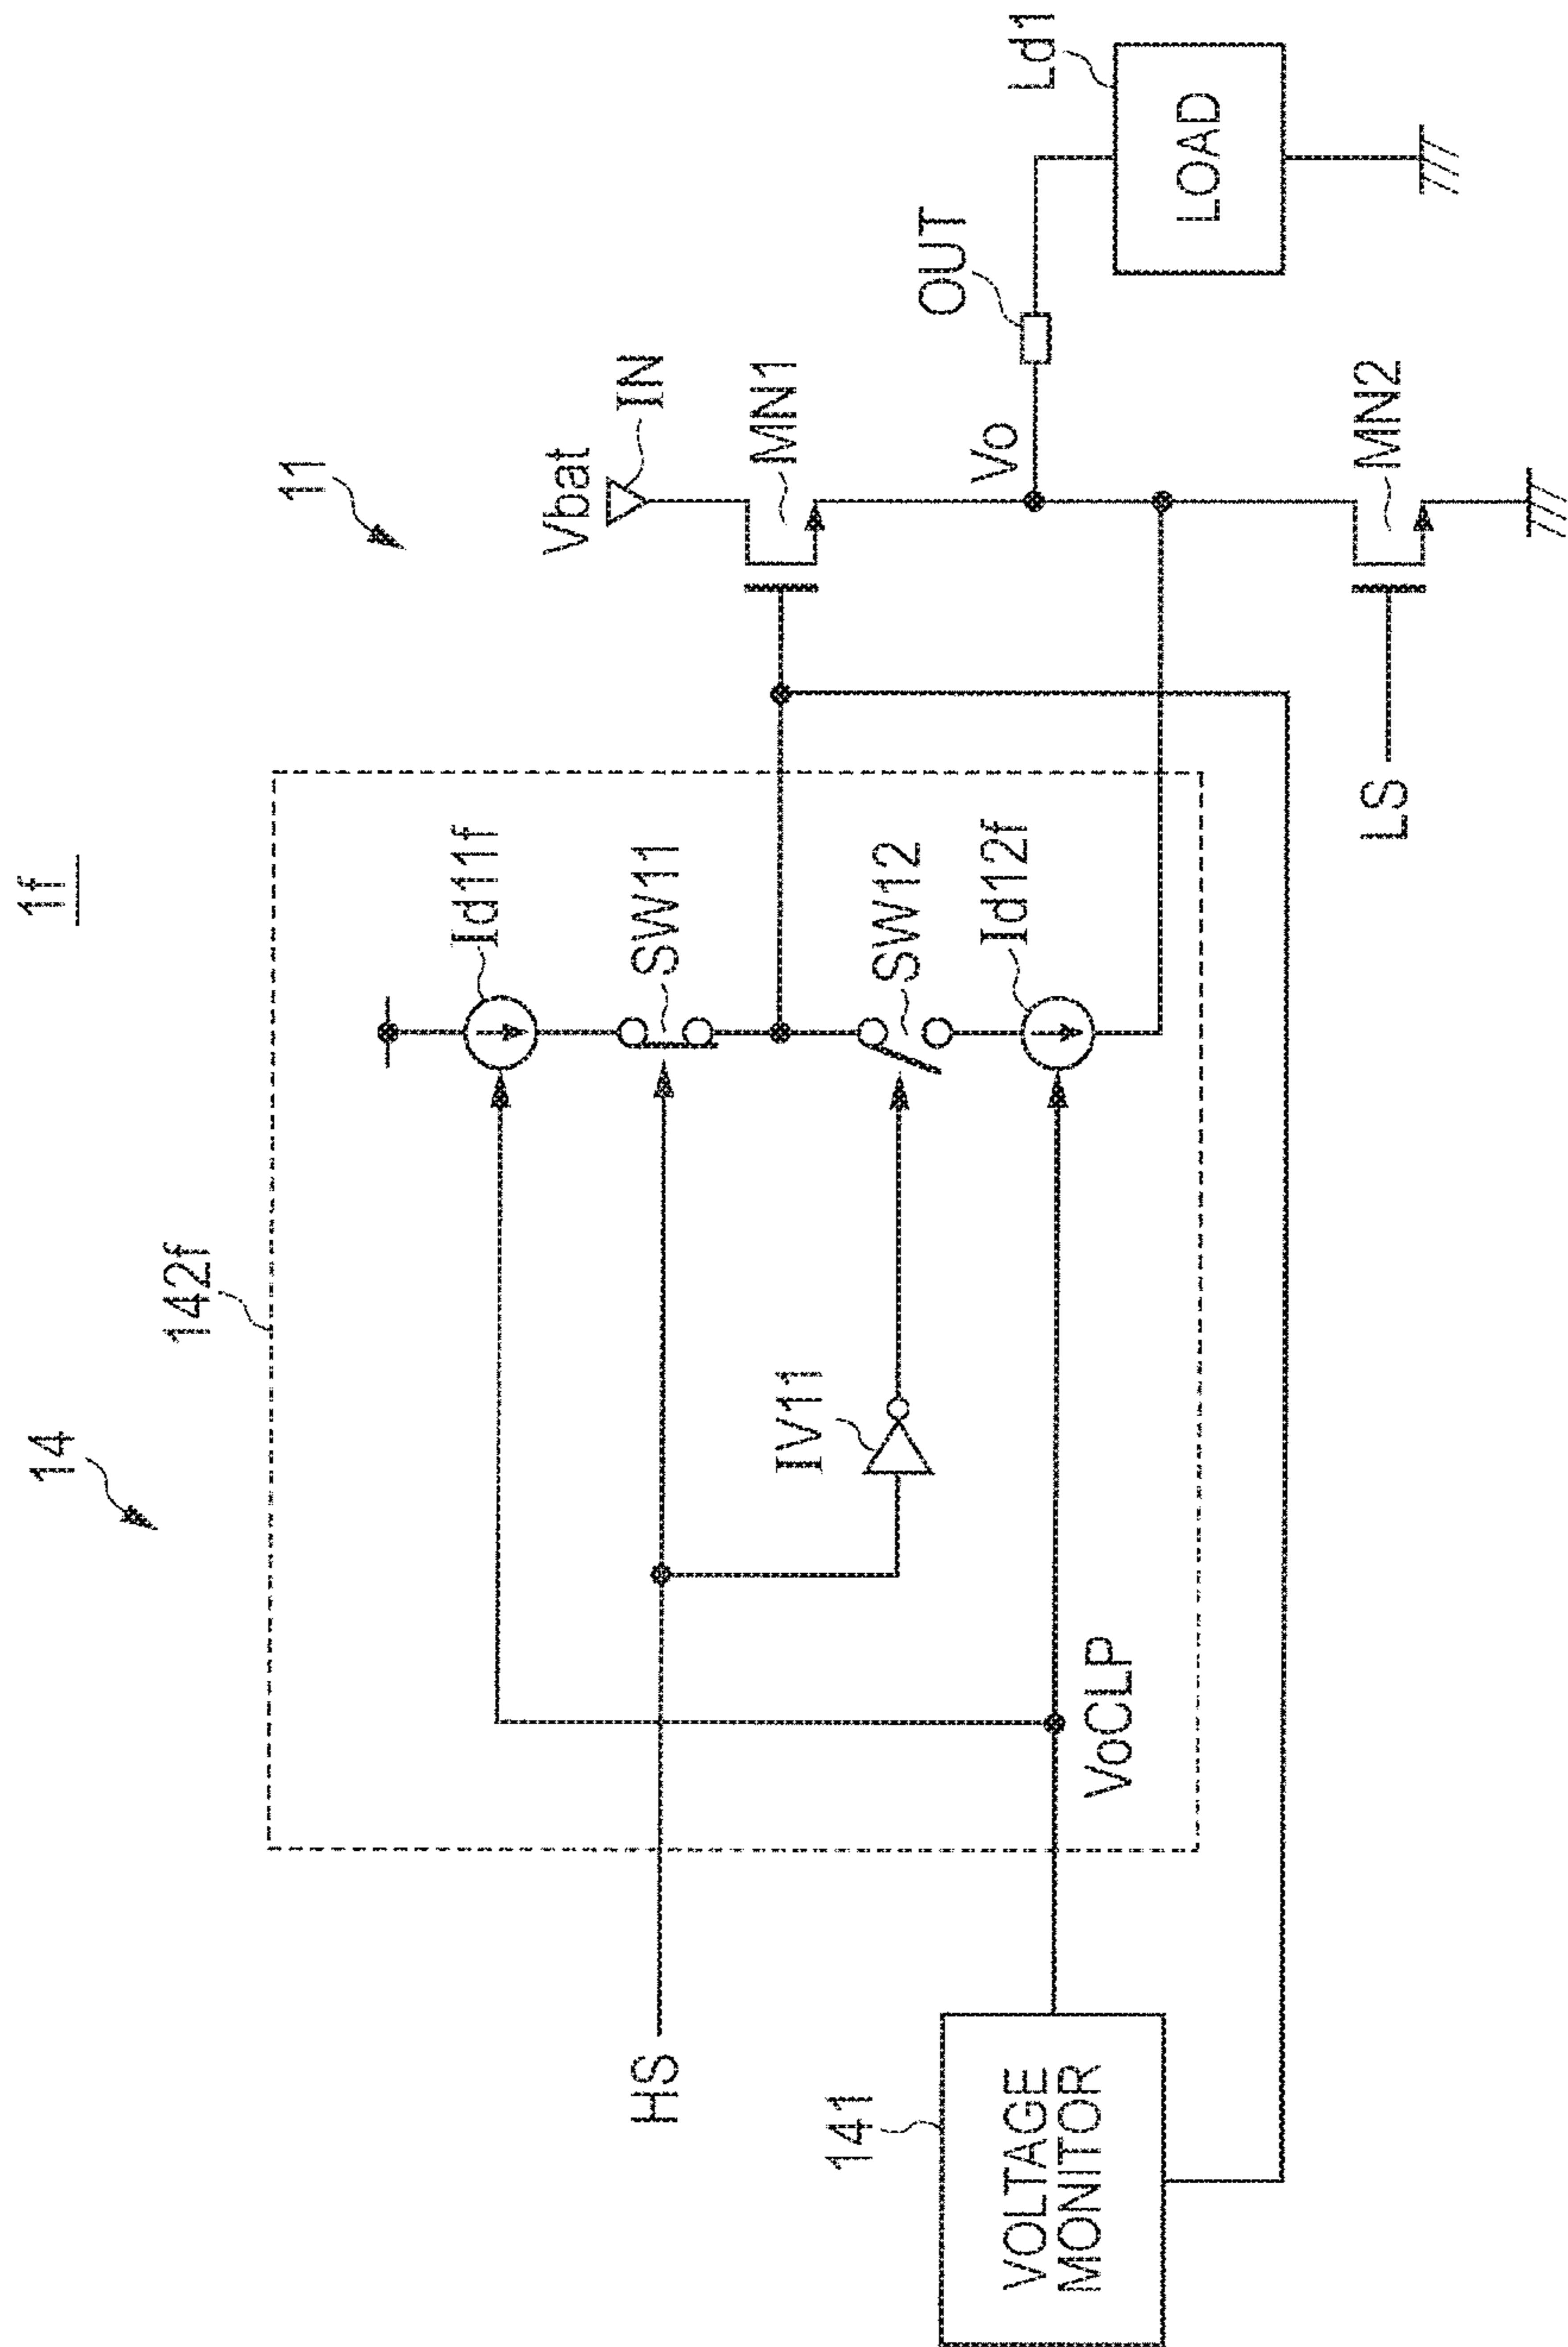 1f
14
11
142f
Vbat
IN
Id11f
SW11
MN1
HS
IV11
SW12
Vo
OUT
Ld1
LOAD
141
VOLTAGE
MONITOR
VoCLP
Id12f
LS
MN2